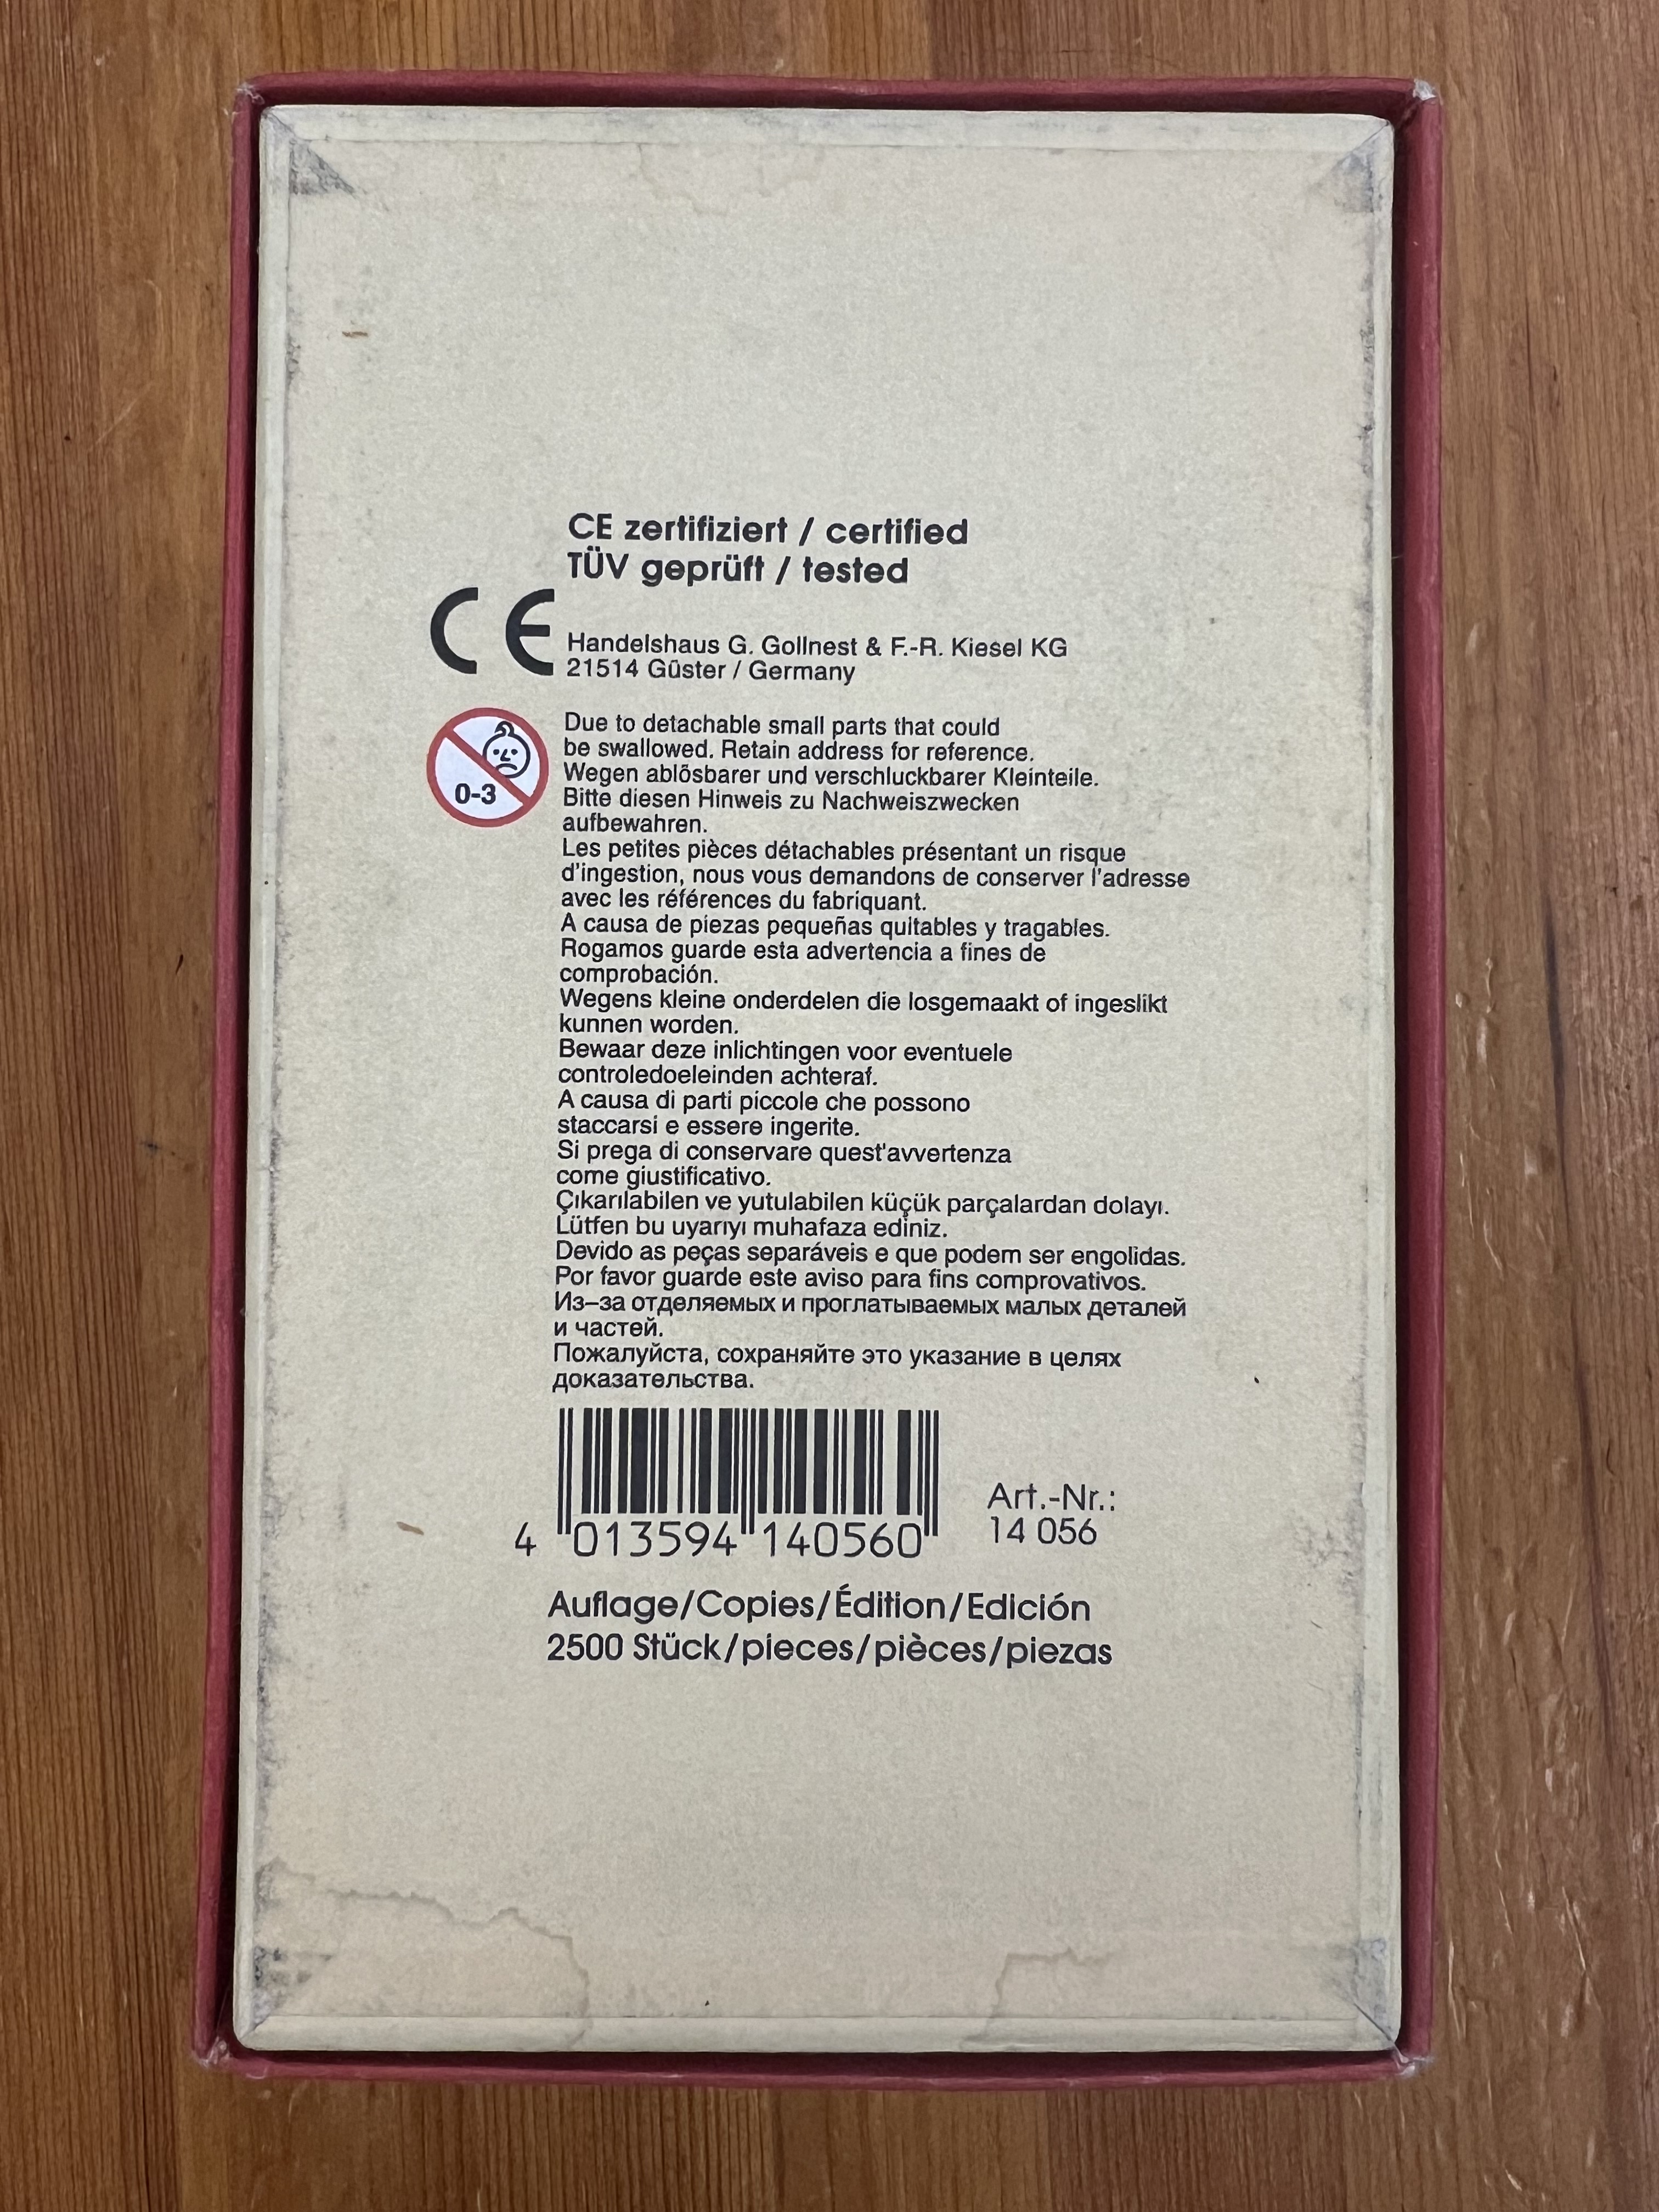 CE zertifiziert / certified
TÜV geprüft / tested
CE
Handelshaus G. Gollnest & F.-R. Kiesel KG
21514 Güster / Germany
0-3
Due to detachable small parts that could
be swallowed. Retain address for reference.
Wegen ablösbarer und verschluckbarer Kleinteile.
Bitte diesen Hinweis zu Nachweiszwecken
aufbewahren.
Les petites pièces détachables présentant un risque
d'ingestion, nous vous demandons de conserver l'adresse
avec les références du fabriquant.
A causa de piezas pequeñas quitables y tragables.
Rogamos guarde esta advertencia a fines de
comprobación.
Wegens kleine onderdelen die losgemaakt of ingeslikt
kunnen worden.
Bewaar deze inlichtingen voor eventuele
controledoeleinden achteraf.
A causa di parti piccole che possono
staccarsi e essere ingerite.
Si prega di conservare quest'avvertenza
come giustificativo.
Çıkarılabilen ve yutulabilen küçük parçalardan dolayı.
Lütfen bu uyarıyı muhafaza ediniz.
Devido as peças separáveis e que podem ser engolidas.
Por favor guarde este aviso para fins comprovativos.
Из–за отделяемых и проглатываемых малых деталей
и частей.
Пожалуйста, сохраняйте это указание в целях
доказательства.
4 013594 140560
Art.-Nr.:
14 056
Auflage/Copies/Édition/Edición
2500 Stück/pieces/pièces/piezas